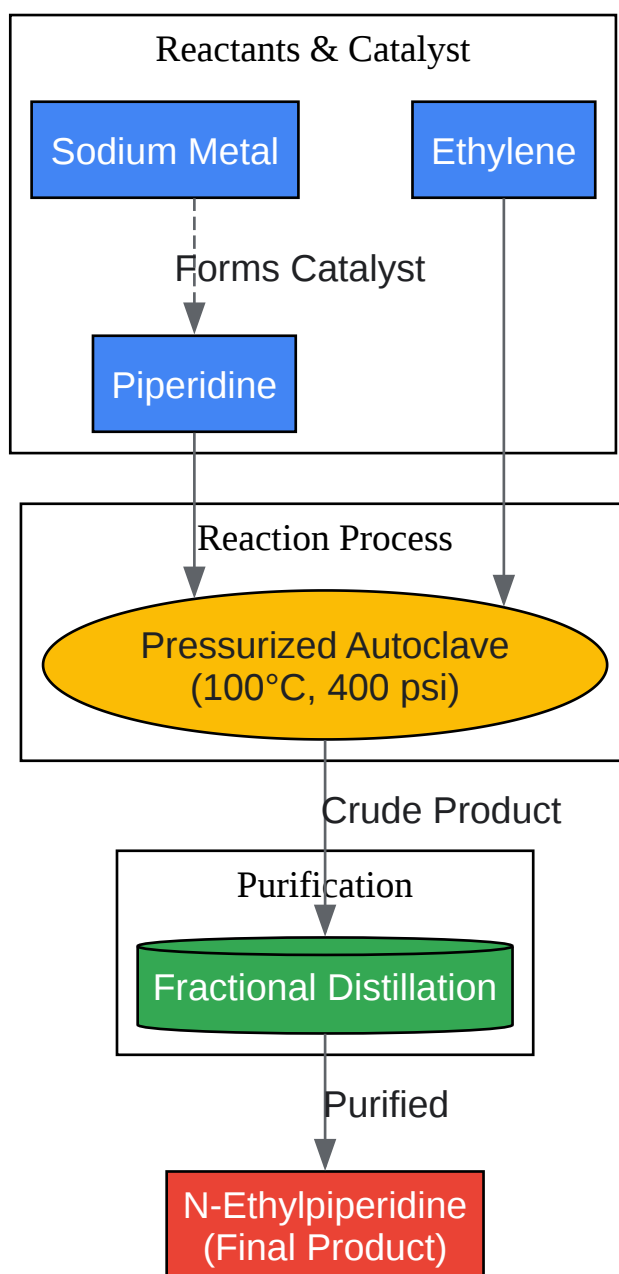 Reactants & Catalyst
Sodium Metal
Ethylene
Forms Catalyst
Piperidine
Reaction Process
Pressurized Autoclave
(100°C, 400 psi)
Crude Product
Purification
Fractional Distillation
Purified
N-Ethylpiperidine
(Final Product)